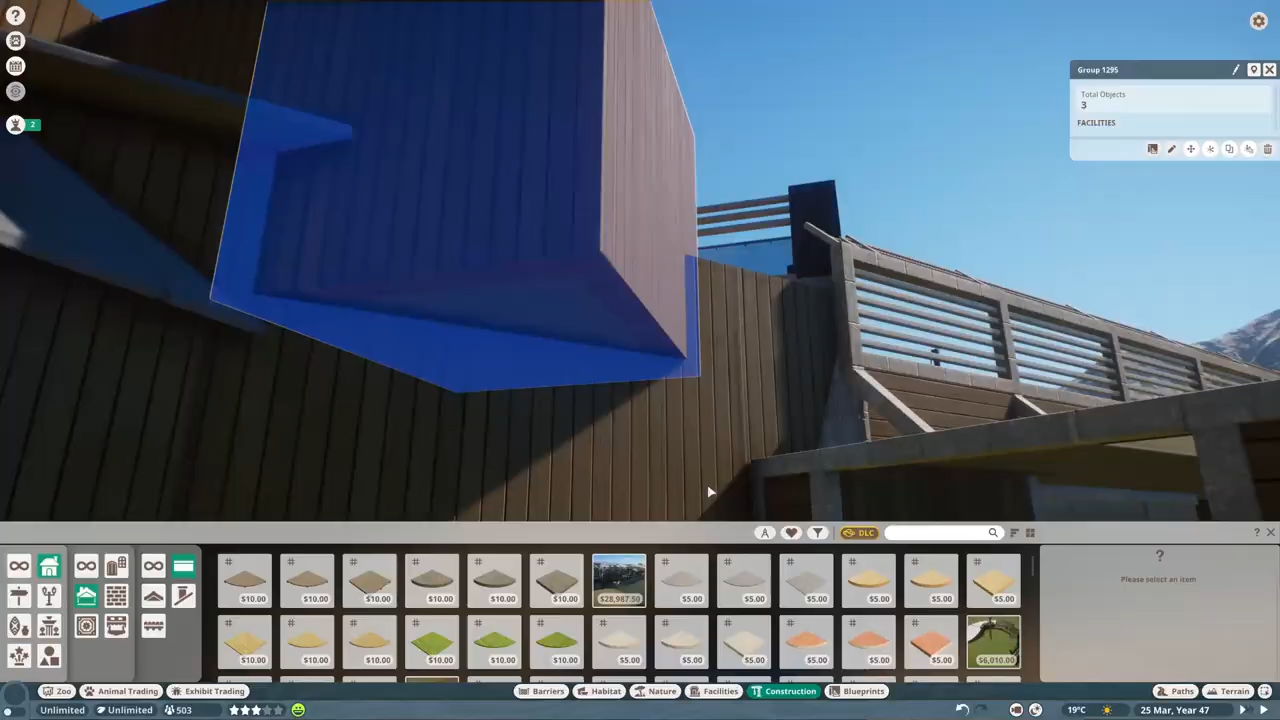 Group 1295
Total Objects
3
FACILITIES
2
DLC
$10.00 $10.00 $10.00 $10.00 $10.00 $10.00 $28,987.50 $5.00 $5.00 $5.00 $5.00 $5.00 $5.00
$10.00 $10.00 $10.00 $10.00 $10.00 $10.00 $5.00 $5.00 $5.00 $5.00 $5.00 $5.00 $6,010.00
?
Please select an item
Zoo Animal Trading Exhibit Trading Barriers Habitat Nature Facilities Construction Blueprints Paths Terrain
Unlimited Unlimited 503 19°C 25 Mar, Year 47